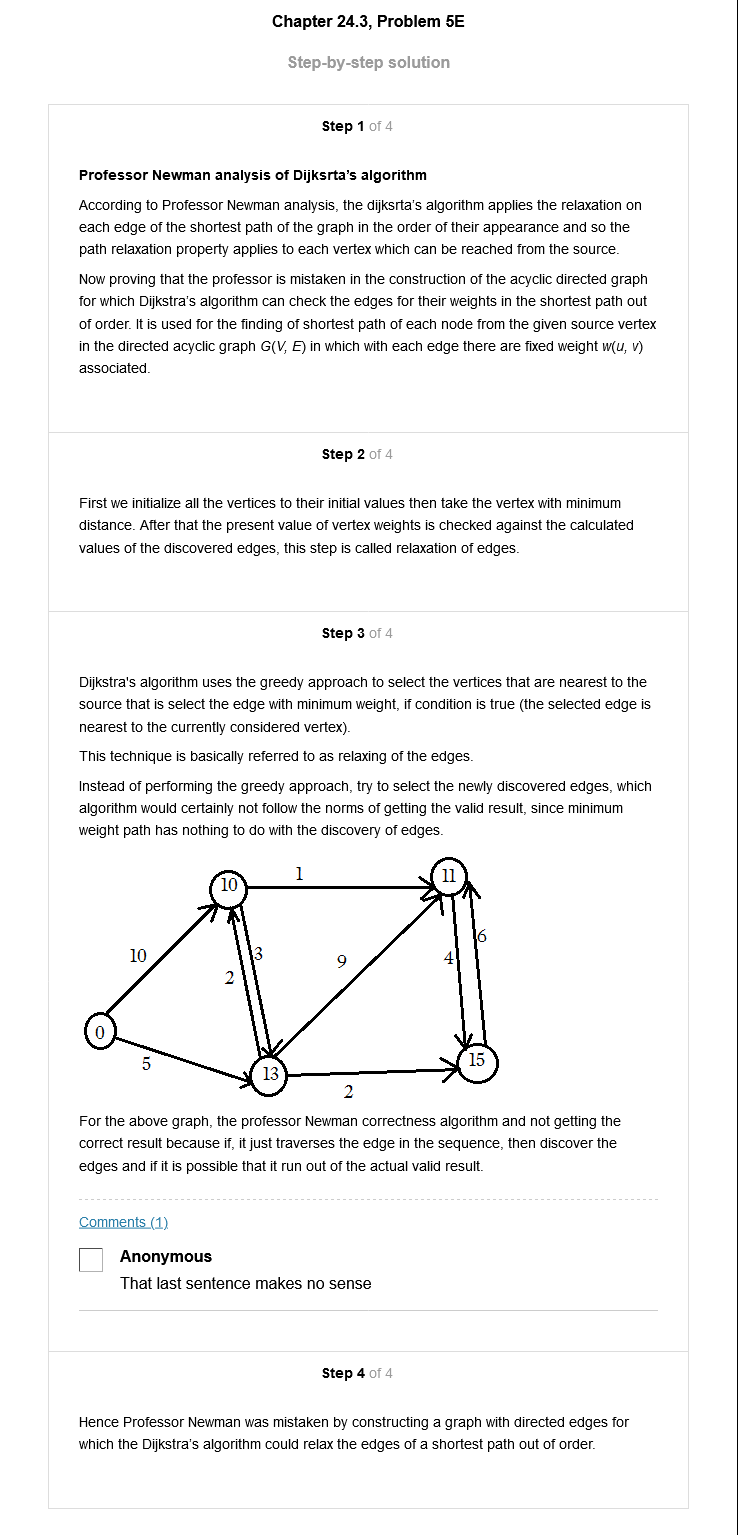 Chapter 24.3, Problem 5E
Step-by-step solution
Step 1 of 4
Professor Newman analysis of Dijksrta's algorithm
According to Professor Newman analysis, the dijksrta's algorithm applies the relaxation on
each edge of the shortest path of the graph in the order of their appearance and so the
path relaxation property applies to each vertex which can be reached from the source.
Now proving that the professor is mistaken in the construction of the acyclic directed graph
for which Dijkstra's algorithm can check the edges for their weights in the shortest path out
of order. It is used for the finding of shortest path of each node from the given source vertex
in the directed acyclic graph G(V, E) in which with each edge there are fixed weight w(u, v)
associated.
Step 2 of 4
First we initialize all the vertices to their initial values then take the vertex with minimum
distance. After that the present value of vertex weights is checked against the calculated
values of the discovered edges, this step is called relaxation of edges.
Step 3 of 4
Dijkstra's algorithm uses the greedy approach to select the vertices that are nearest to the
source that is select the edge with minimum weight, if condition is true (the selected edge is
nearest to the currently considered vertex).
This technique is basically referred to as relaxing of the edges.
Instead of performing the greedy approach, try to select the newly discovered edges, which
algorithm would certainly not follow the norms of getting the valid result, since minimum
weight path has nothing to do with the discovery of edges.
1
10
11
10
3
2
9
4
6
0
5
13
15
2
For the above graph, the professor Newman correctness algorithm and not getting the
correct result because if, it just traverses the edge in the sequence, then discover the
edges and if it is possible that it run out of the actual valid result.
Comments (1)
Anonymous
That last sentence makes no sense
Step 4 of 4
Hence Professor Newman was mistaken by constructing a graph with directed edges for
which the Dijkstra's algorithm could relax the edges of a shortest path out of order.